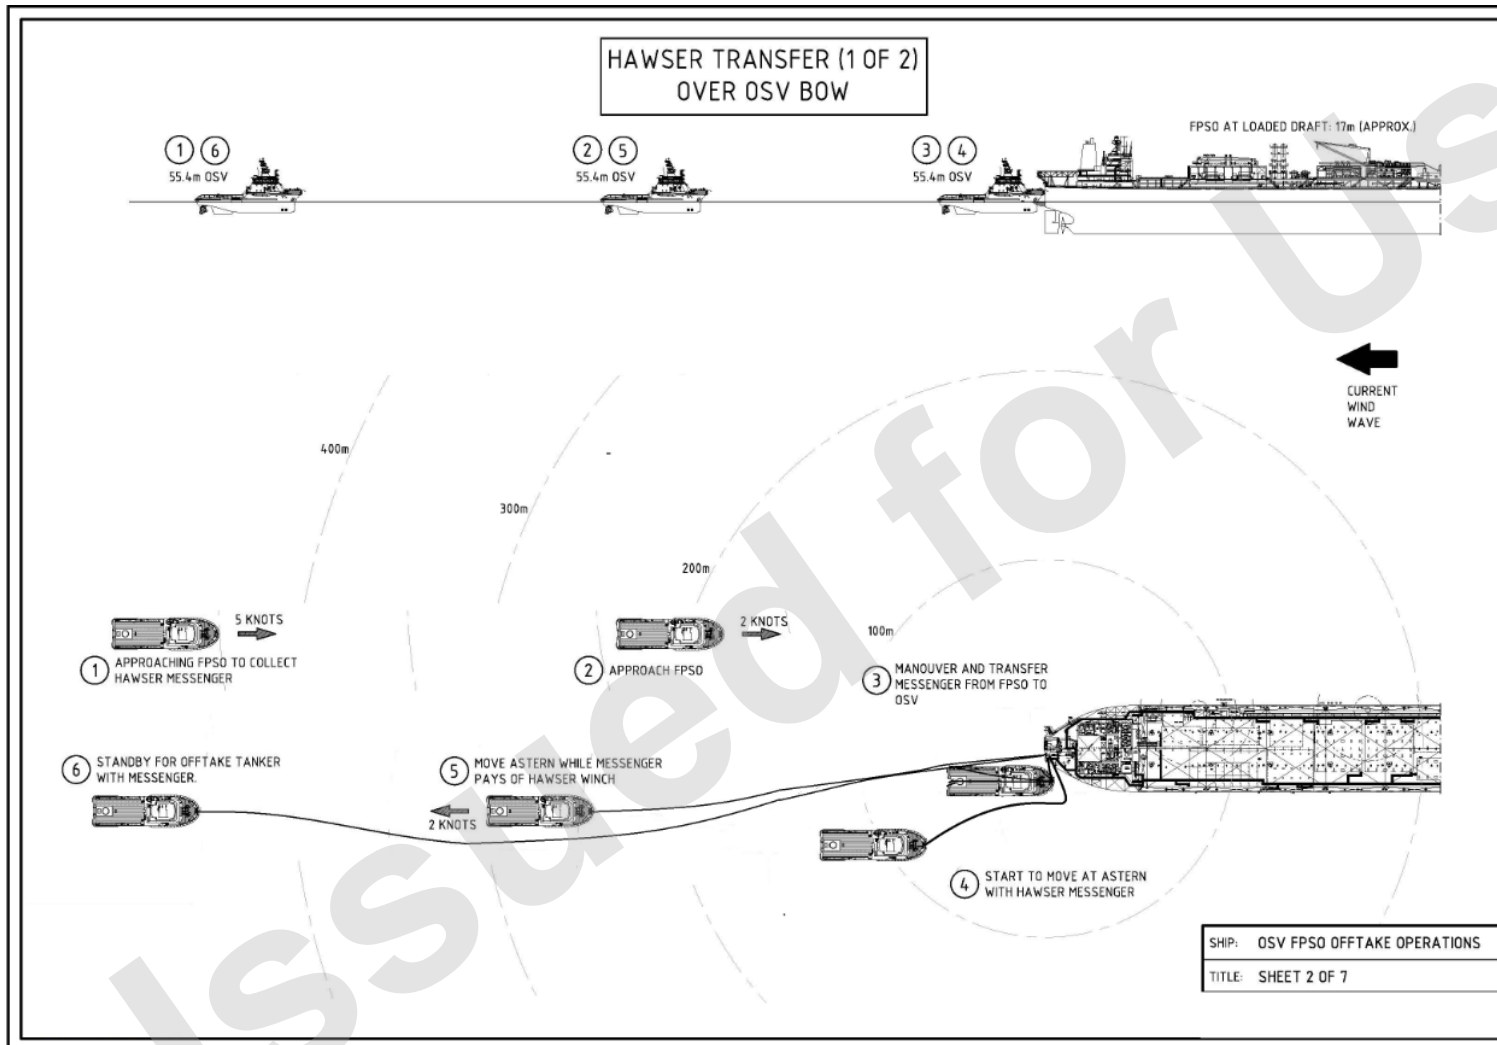 HAWSER TRANSFER (1 OF 2)
OVER OSV BOW
FPSO AT LOADED DRAFT: 17m (APPROX.)
1 6
55.4m OSV
2 5
55.4m OSV
3 4
55.4m OSV
CURRENT
WIND
WAVE
400m
300m
200m
100m
5 KNOTS
1 APPROACHING FPSO TO COLLECT
HAWSER MESSENGER
2 KNOTS
2 APPROACH FPSO
3 MANOUVER AND TRANSFER
MESSENGER FROM FPSO TO
OSV
6 STANDBY FOR OFFTAKE TANKER
WITH MESSENGER.
5 MOVE ASTERN WHILE MESSENGER
PAYS OF HAWSER WINCH
2 KNOTS
4 START TO MOVE AT ASTERN
WITH HAWSER MESSENGER
SHIP: OSV FPSO OFFTAKE OPERATIONS
TITLE: SHEET 2 OF 7
Issued for Us